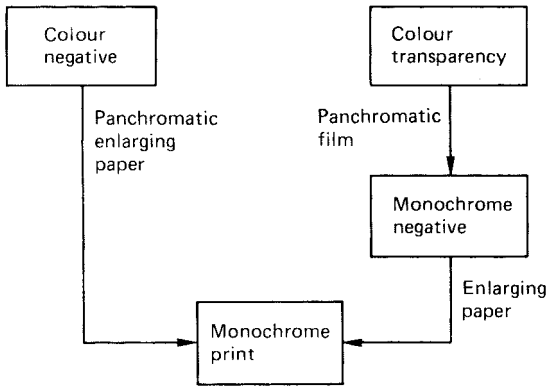 Colour
negative
Colour
transparency
Panchromatic
enlarging
paper
Panchromatic
film
Monochrome
negative
Enlarging
paper
Monochrome
print